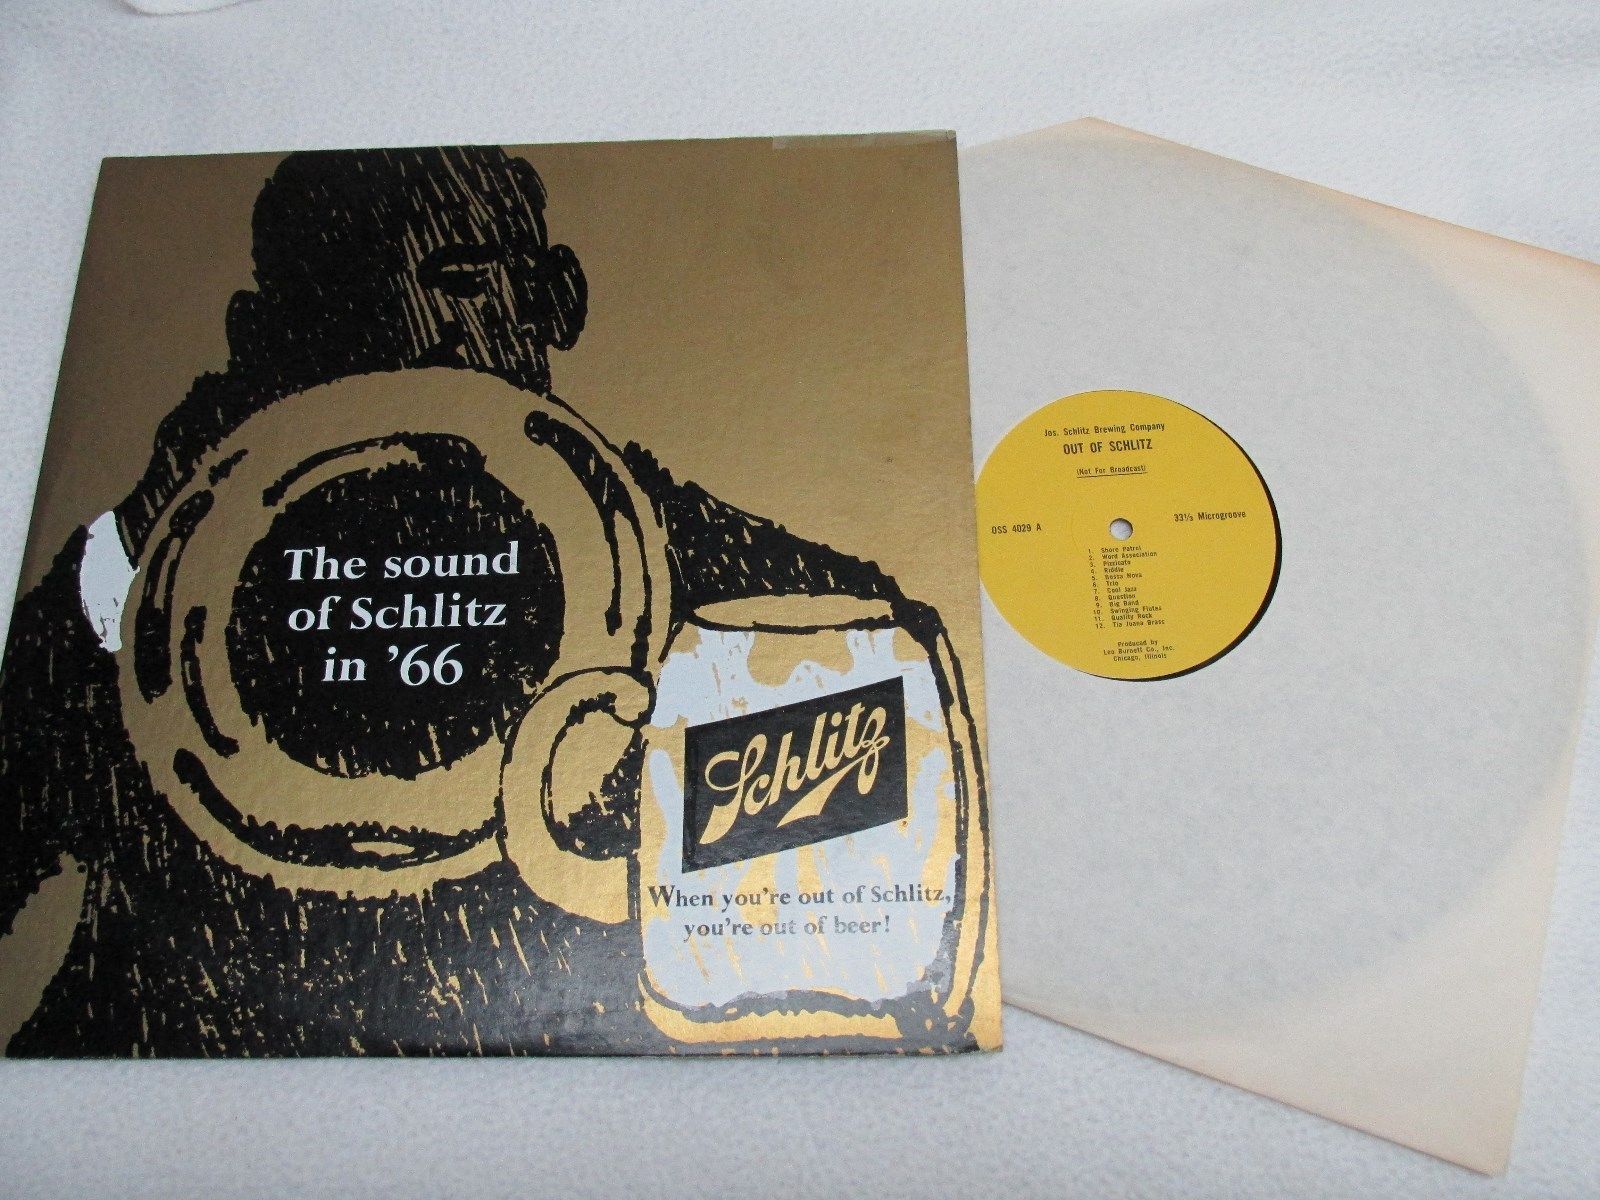 The sound
of Schlitz
in '66
Schlitz
When you're out of Schlitz,
you're out of beer!
Jos. Schlitz Brewing Company
OUT OF SCHLITZ
(Not For Broadcast)
OSS 4029 A
33⅓ Microgroove
1. Shore Patrol
2. Word Association
3. Pizzicato
4. Riddle
5. Bossa Nova
6. Trio
7. Cool Jazz
8. Question
9. Big Band
10. Swinging Flutes
11. Quality Rock
12. Tia Juana Brass
Produced by
Leo Burnett Co., Inc.
Chicago, Illinois